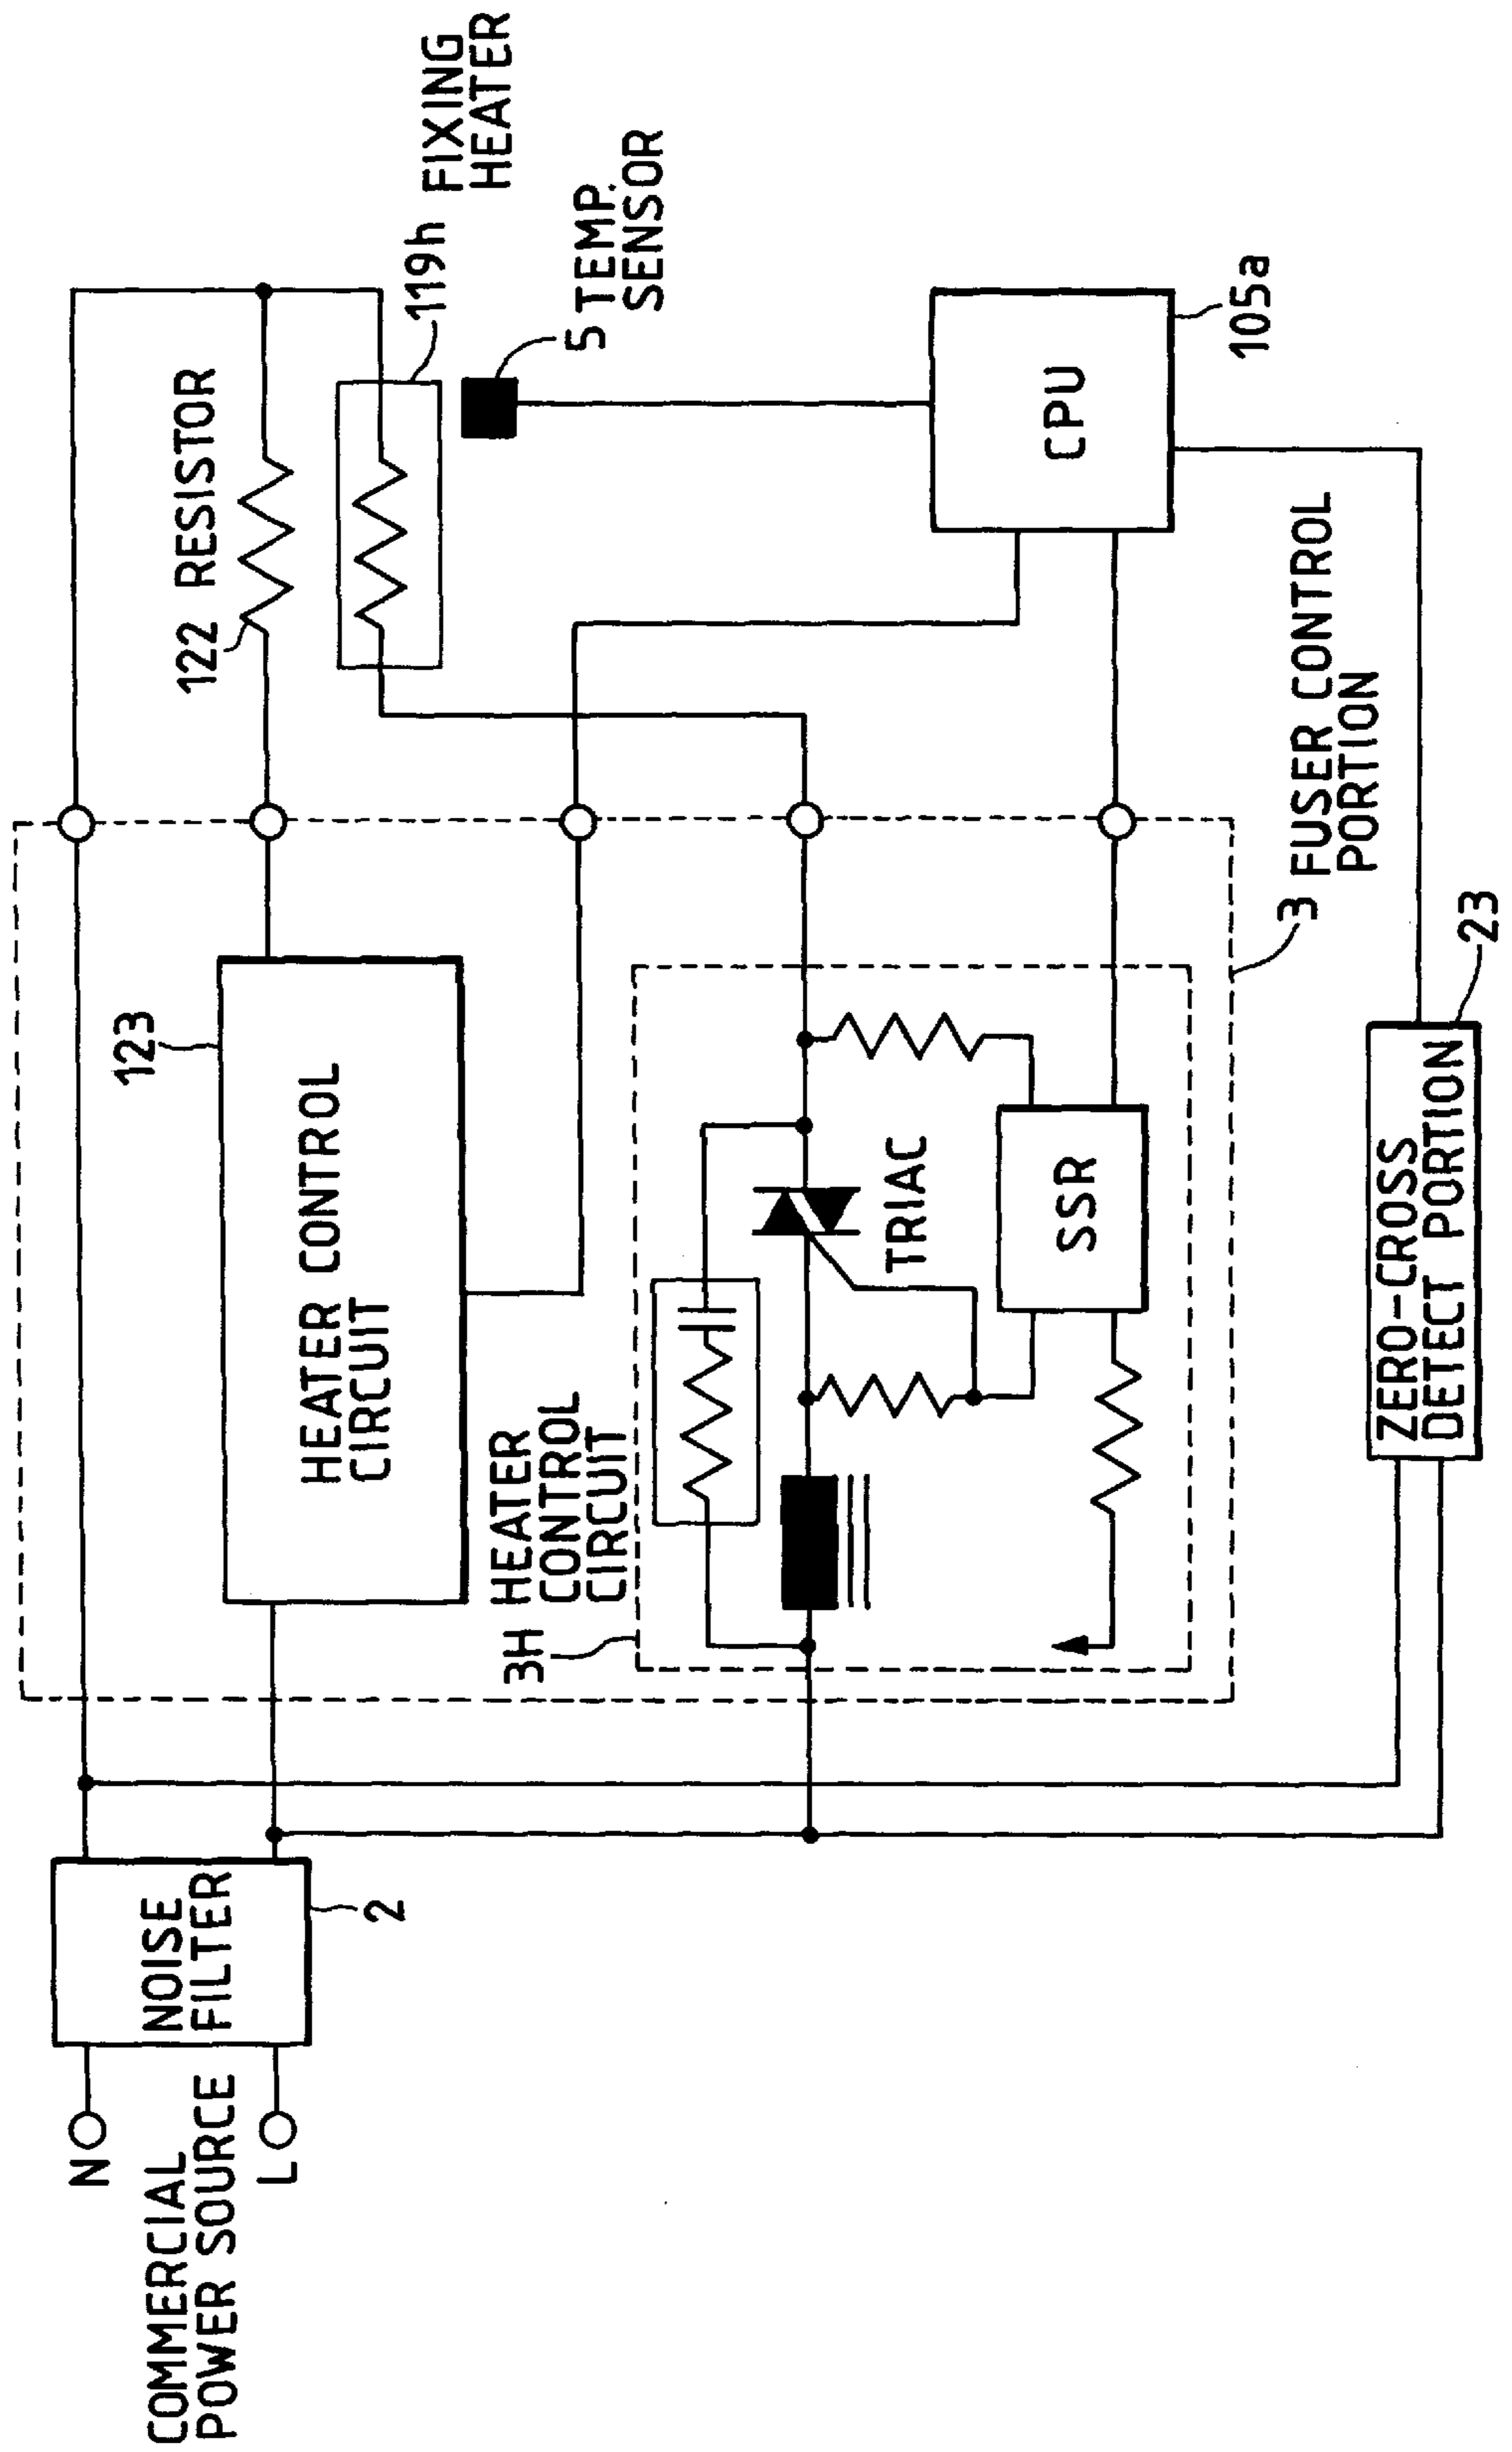 COMMERCIAL
POWER SOURCE
N
L
NOISE
FILTER
2
123
HEATER CONTROL
CIRCUIT
3H HEATER
CONTROL
CIRCUIT
TRIAC
SSR
122 RESISTOR
119h FIXING
HEATER
5 TEMP.
SENSOR
CPU
105a
3 FUSER CONTROL
PORTION
ZERO-CROSS
DETECT PORTION
23